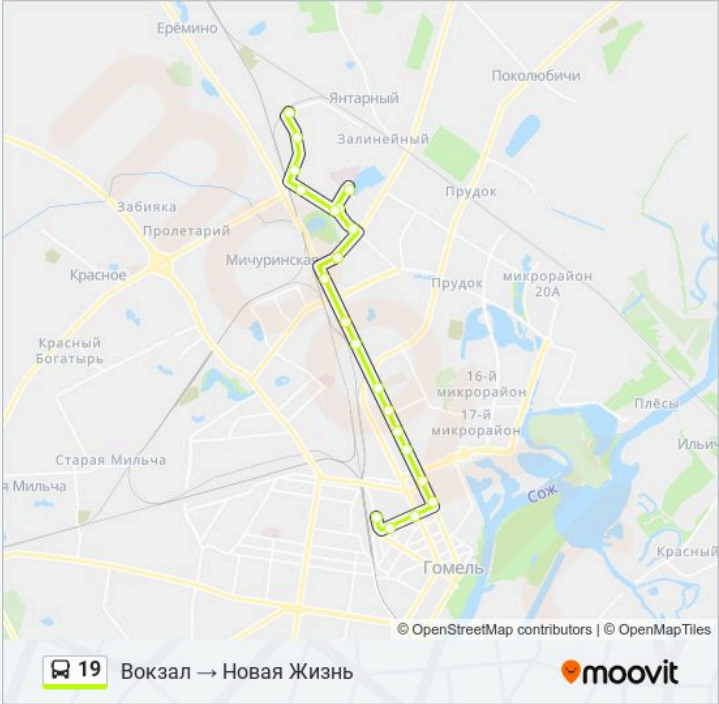 Ерёмино
Поколюбичи
Янтарный
Залинейный
Прудок
Забияка
Пролетарий
Мичуринская
Красное
Прудок
микрорайон
20А
Красный
Богатырь
16-й
микрорайон
17-й
микрорайон
Плёсы
Ильич
Старая Мильча
я Мильча
Сож
Красный
Гомель
© OpenStreetMap contributors | © OpenMapTiles
19 Вокзал → Новая Жизнь
moovit